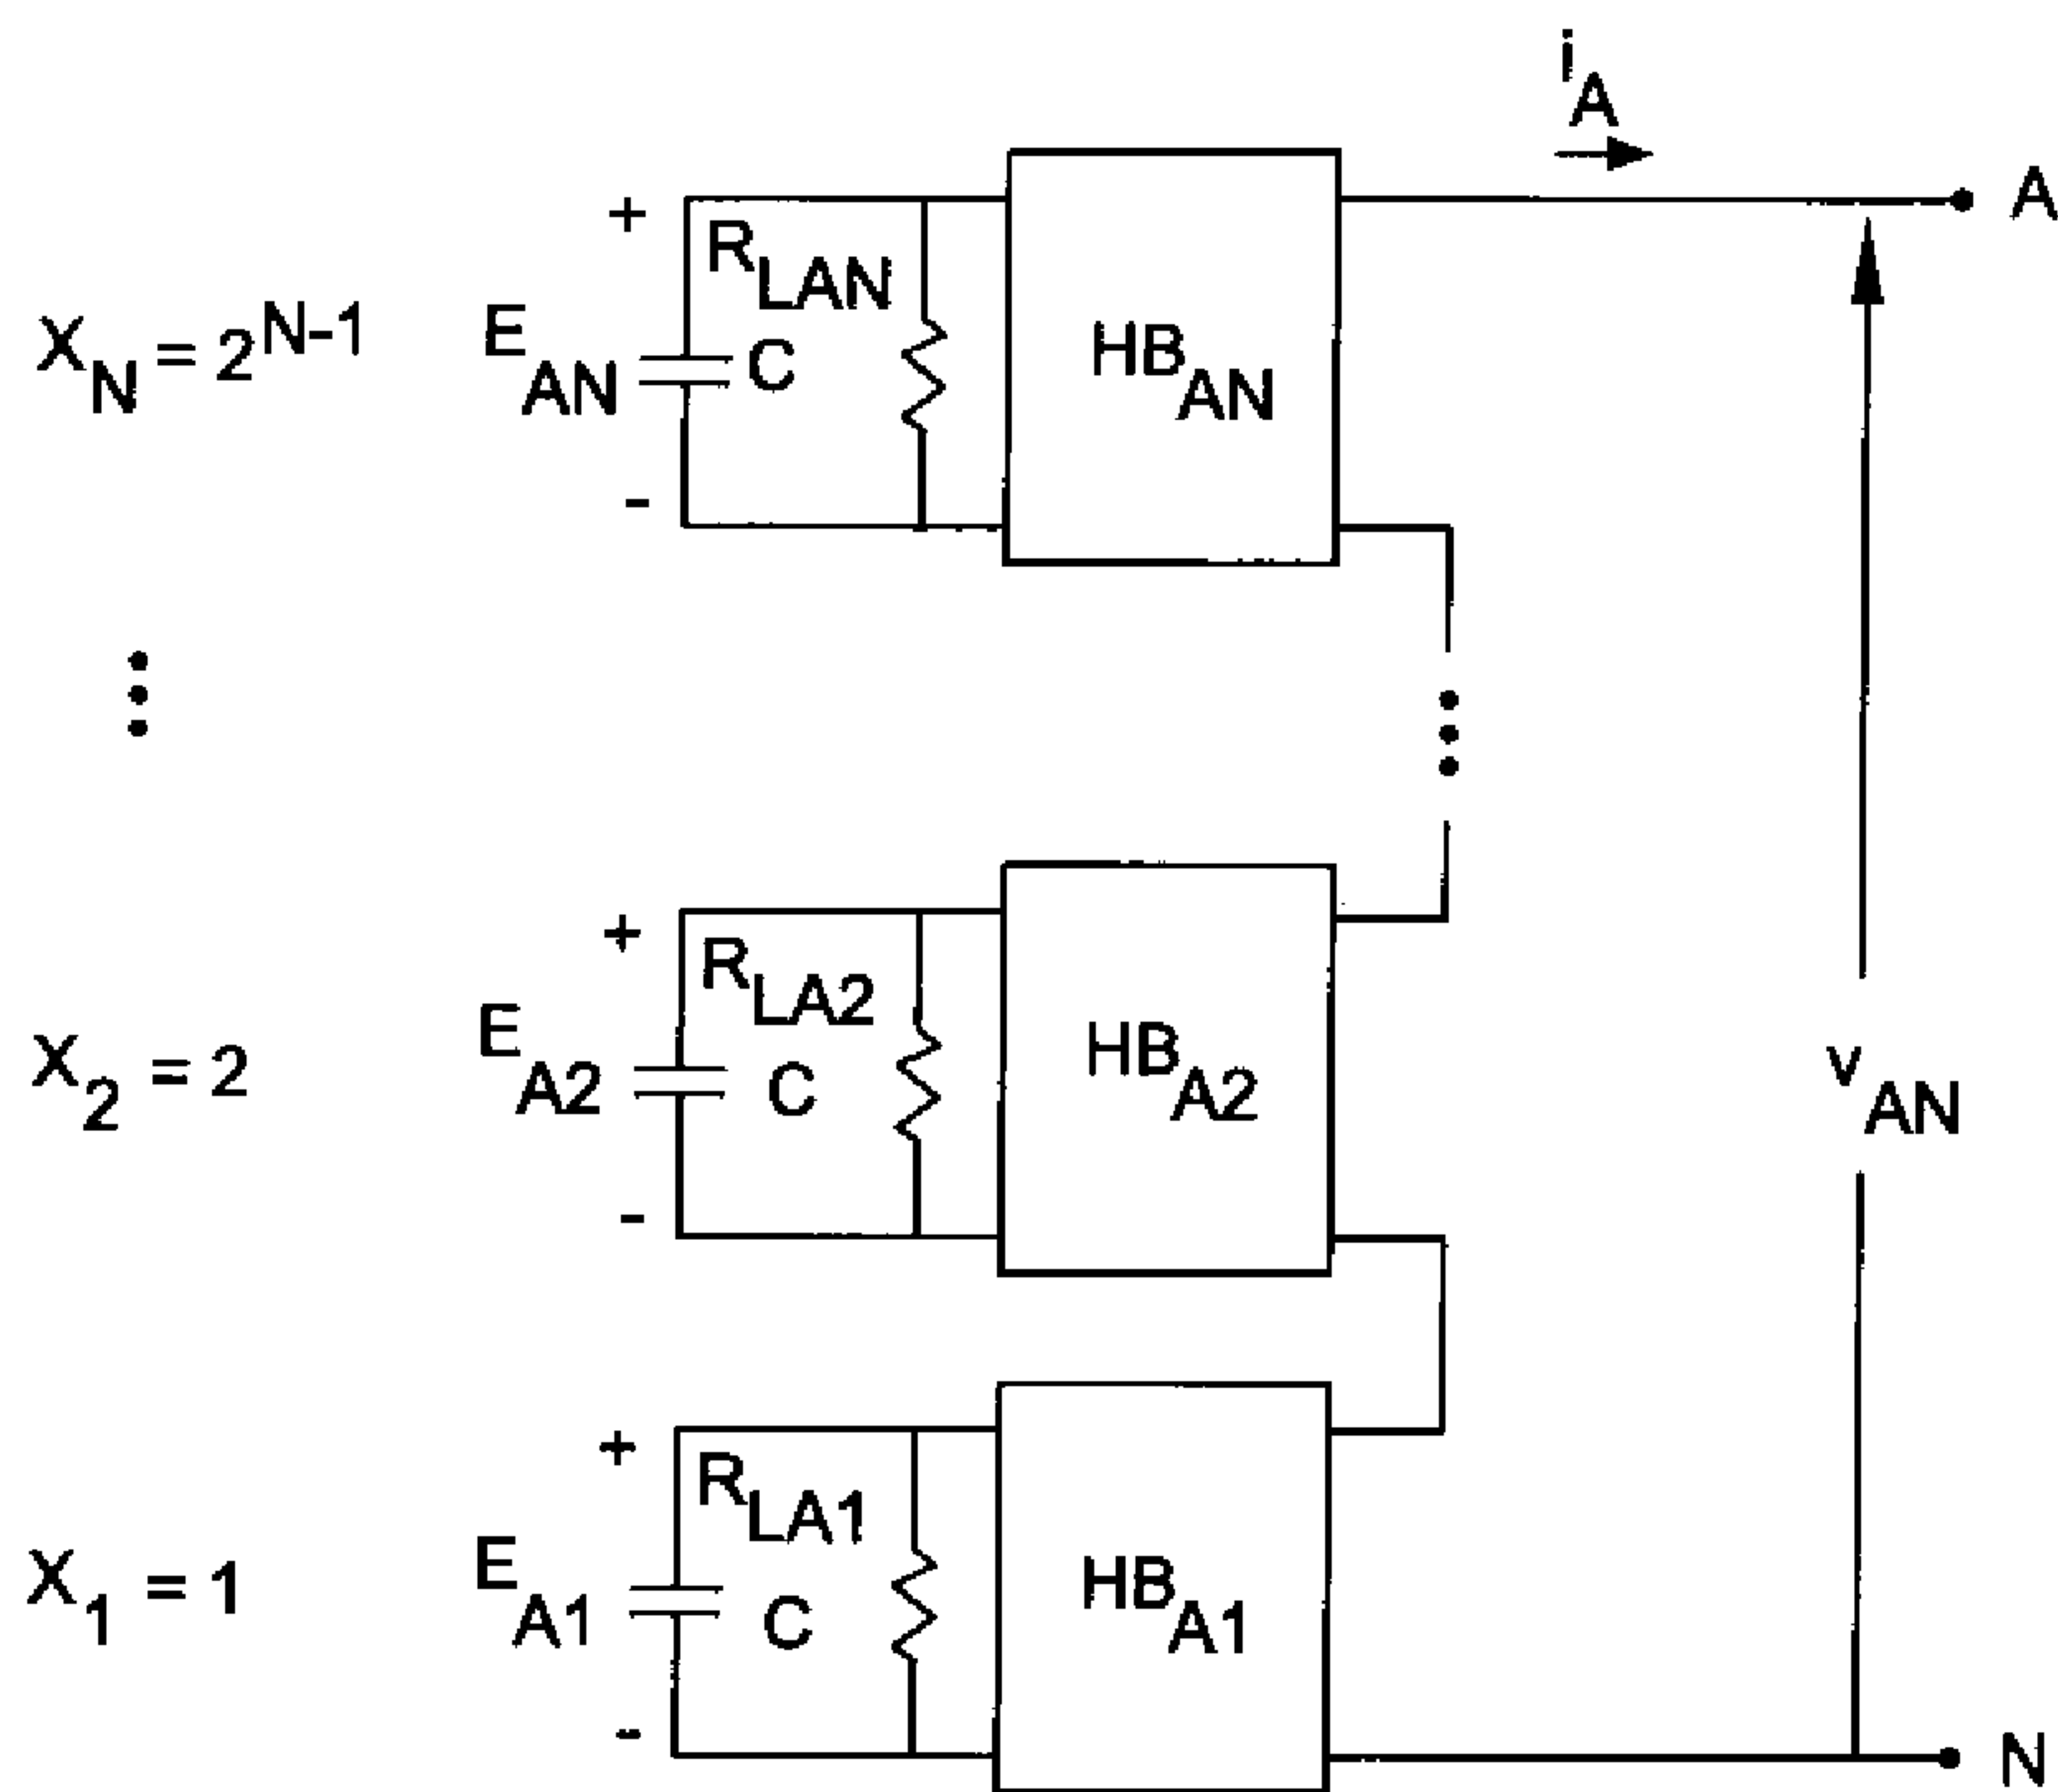 i_A
A
+
R_LAN
X_N = 2^{N-1}
E_AN
C
HB_AN
-
+
R_LA2
X_2 = 2
E_A2
C
HB_A2
v_AN
-
+
R_LA1
X_1 = 1
E_A1
C
HB_A1
-
N